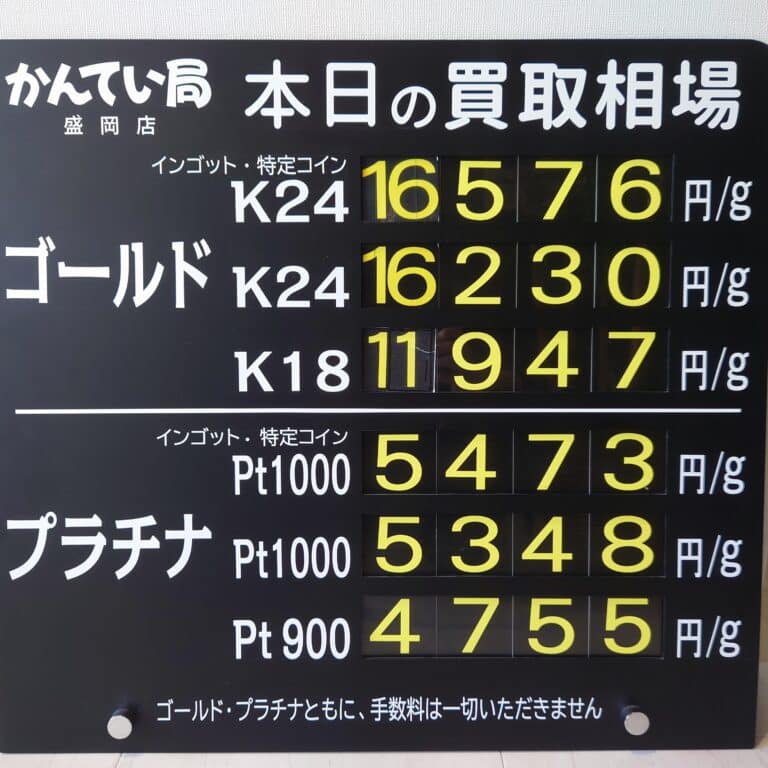 かんてい局 本日の買取相場
盛岡店
インゴット・特定コイン
K24 16576 円/g
ゴールド K24 16230 円/g
K18 11947 円/g
インゴット・特定コイン
Pt1000 5473 円/g
プラチナ Pt1000 5348 円/g
Pt900 4755 円/g
ゴールド・プラチナともに、手数料は一切いただきません